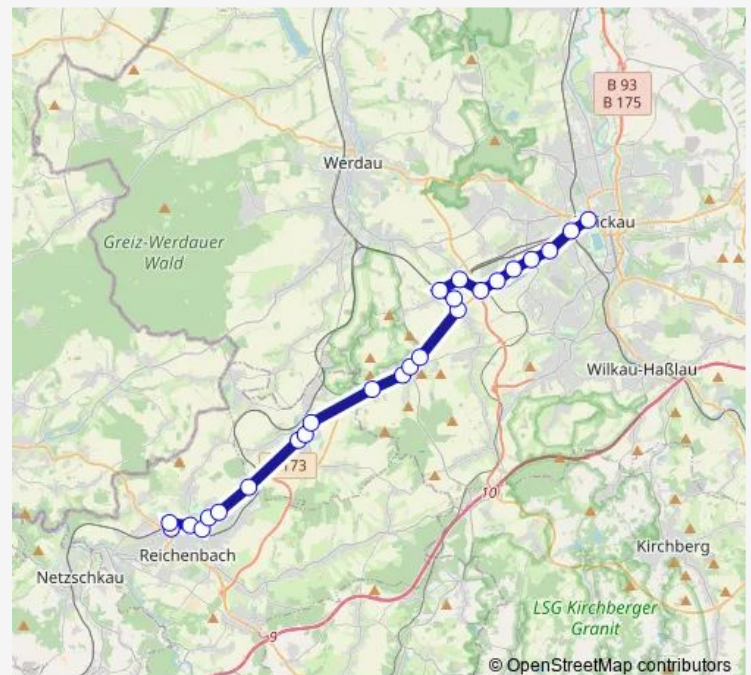 B 93
B 175
Werdau
ickau
Greiz-Werdauer
Wald
Wilkau-Haßlau
173
10
Reichenbach
Kirchberg
Netzschkau
LSG Kirchberger
Granit
9
© OpenStreetMap contributors